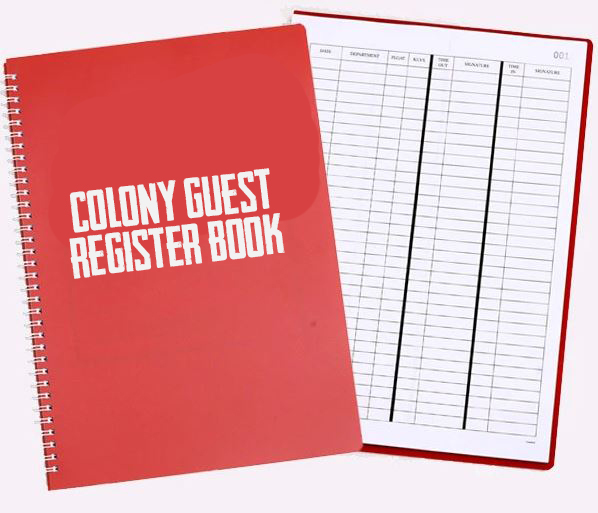 COLONY GUEST
REGISTER BOOK
001
DATE DEPARTMENT FLIGHT KEYS TIME OUT SIGNATURE TIME IN SIGNATURE